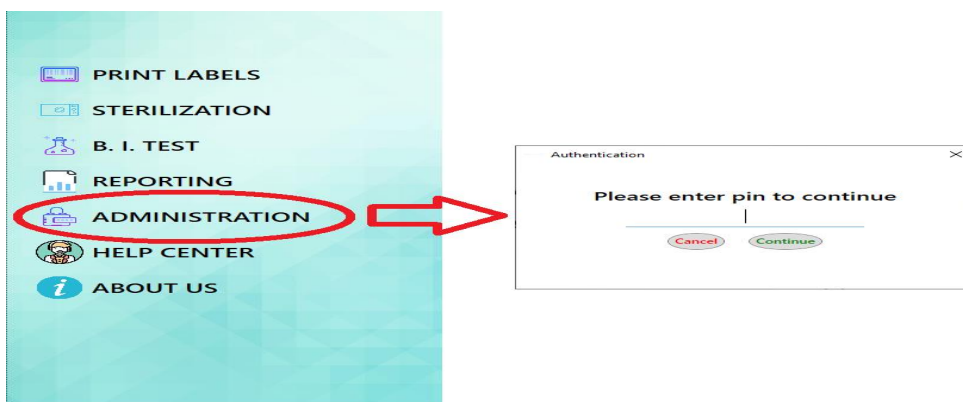 PRINT LABELS
STERILIZATION
B. I. TEST
REPORTING
ADMINISTRATION
HELP CENTER
i ABOUT US
Authentication
Please enter pin to continue
Cancel Continue